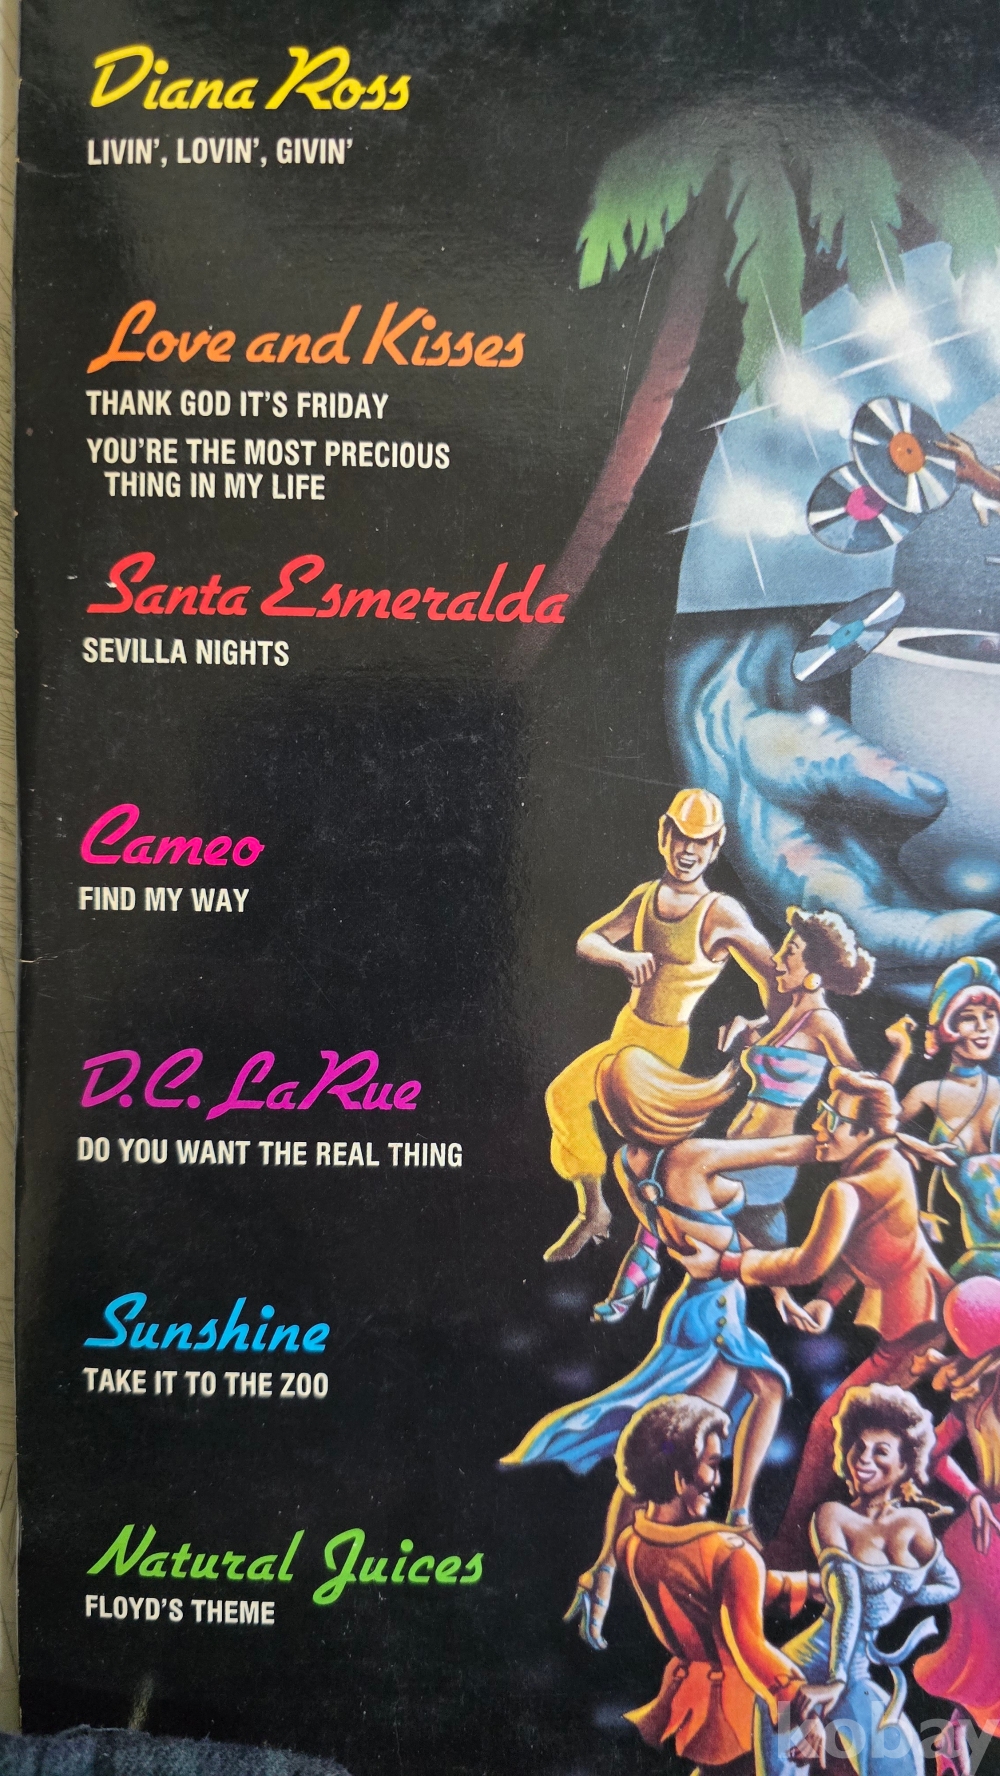 Diana Ross
LIVIN', LOVIN', GIVIN'
Love and Kisses
THANK GOD IT'S FRIDAY
YOU'RE THE MOST PRECIOUS
THING IN MY LIFE
Santa Esmeralda
SEVILLA NIGHTS
Cameo
FIND MY WAY
D.C. LaRue
DO YOU WANT THE REAL THING
Sunshine
TAKE IT TO THE ZOO
Natural Juices
FLOYD'S THEME
kobay